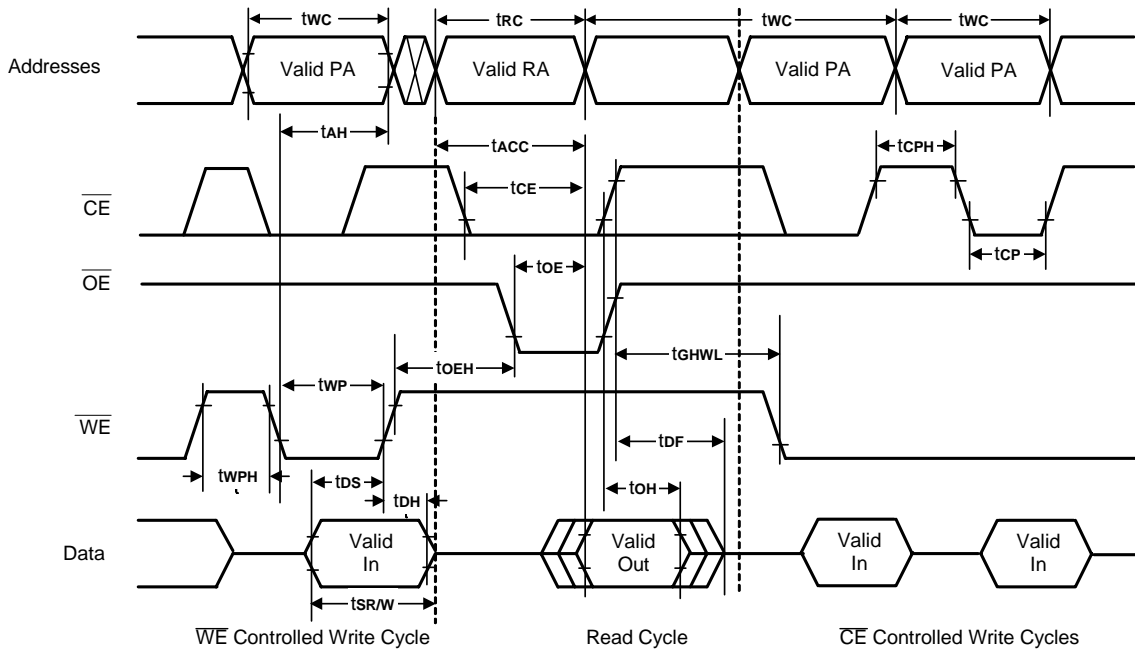 tWC tRC tWC tWC
Addresses Valid PA Valid RA Valid PA Valid PA
tAH tACC tCPH
CE tCE
tCP
OE tOE
tOEH tGHWL
WE tWP
tDF
tWPH tDS tDH tOH
Data Valid In Valid Out Valid In Valid In
tSR/W
WE Controlled Write Cycle Read Cycle CE Controlled Write Cycles